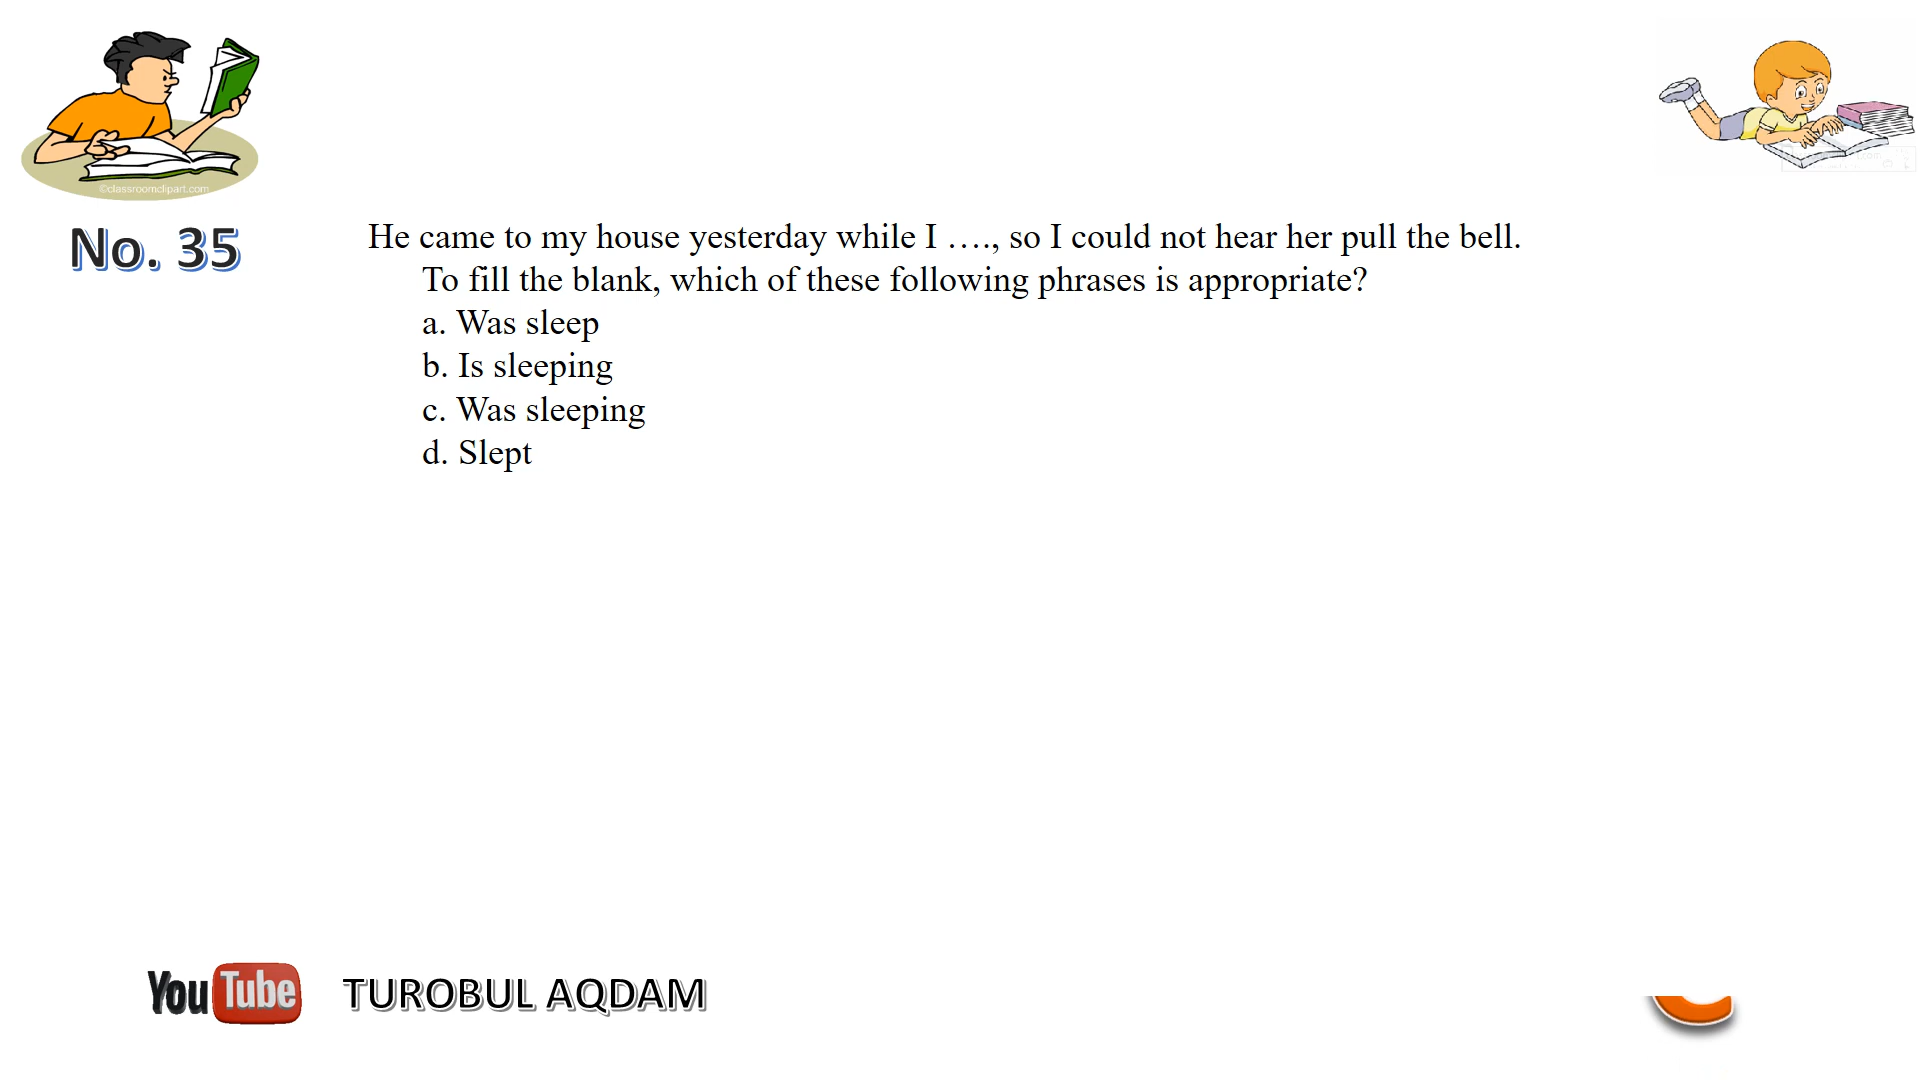 ©classroomclipart.com
No. 35
He came to my house yesterday while I …., so I could not hear her pull the bell.
To fill the blank, which of these following phrases is appropriate?
a. Was sleep
b. Is sleeping
c. Was sleeping
d. Slept
YouTube TUROBUL AQDAM